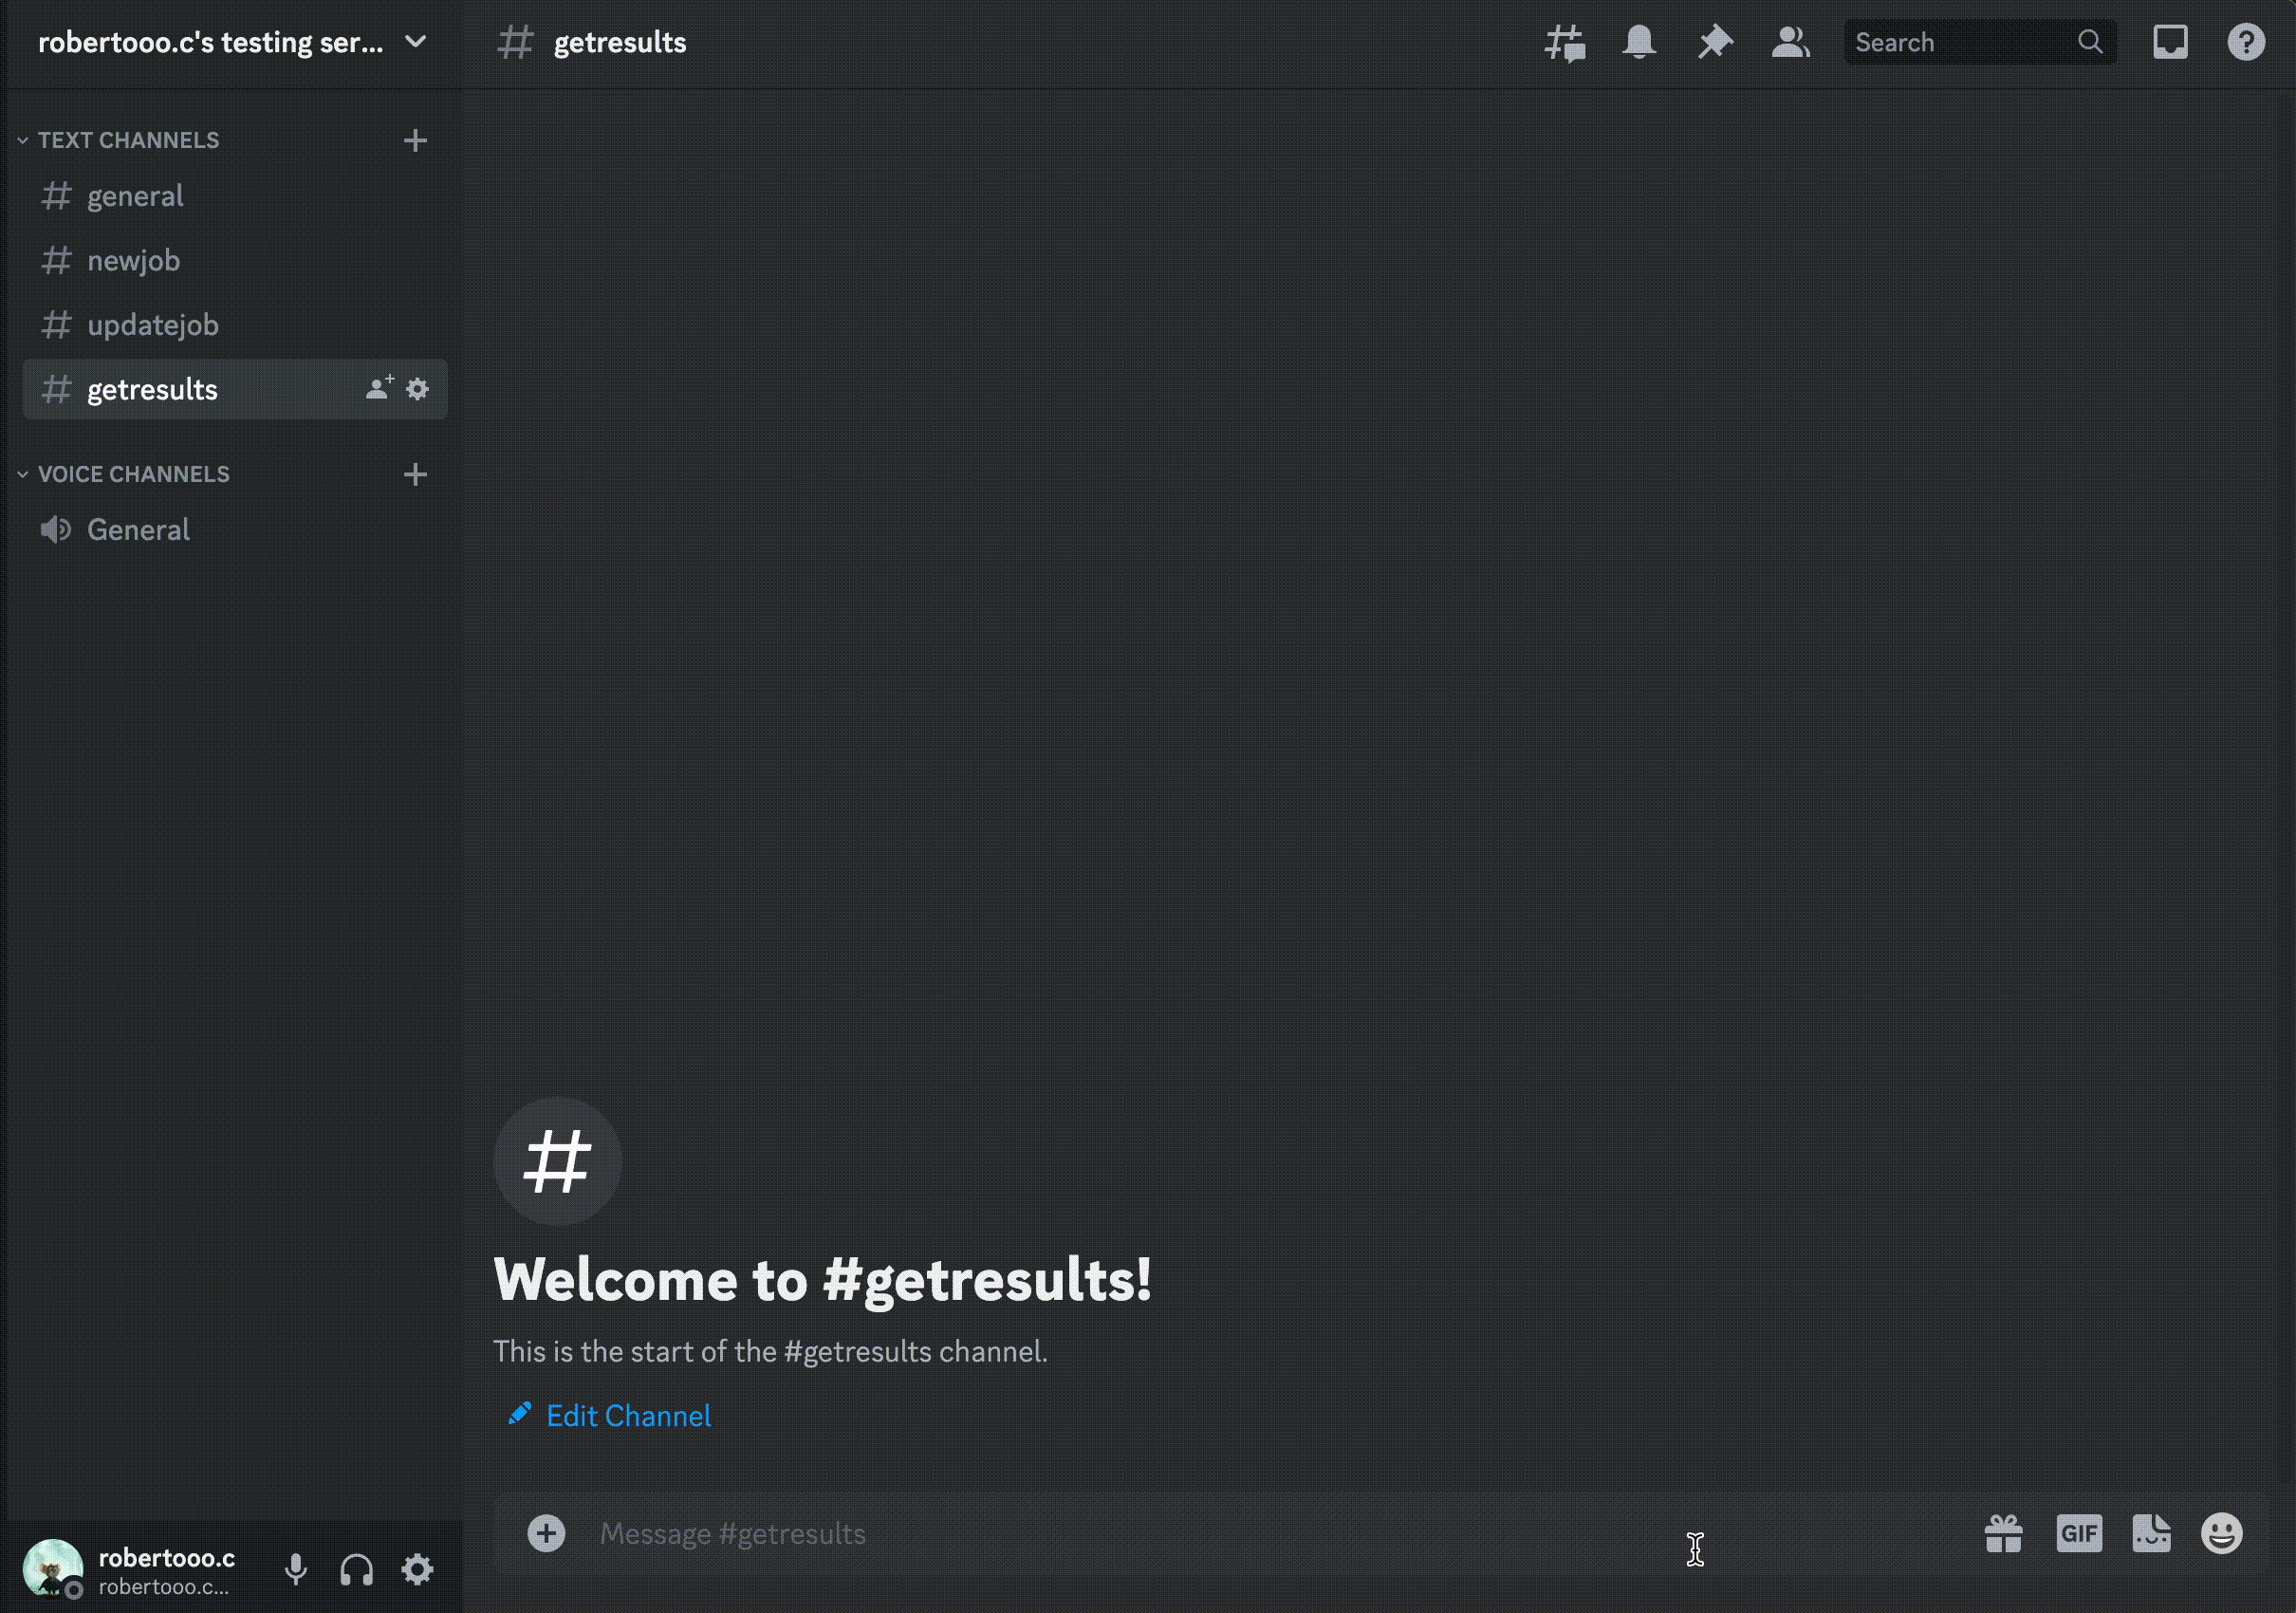 robertooo.c's testing ser...
getresults
Search
TEXT CHANNELS
general
newjob
updatejob
getresults
VOICE CHANNELS
General
Welcome to #getresults!
This is the start of the #getresults channel.
Edit Channel
Message #getresults
GIF
robertooo.c
robertooo.c...